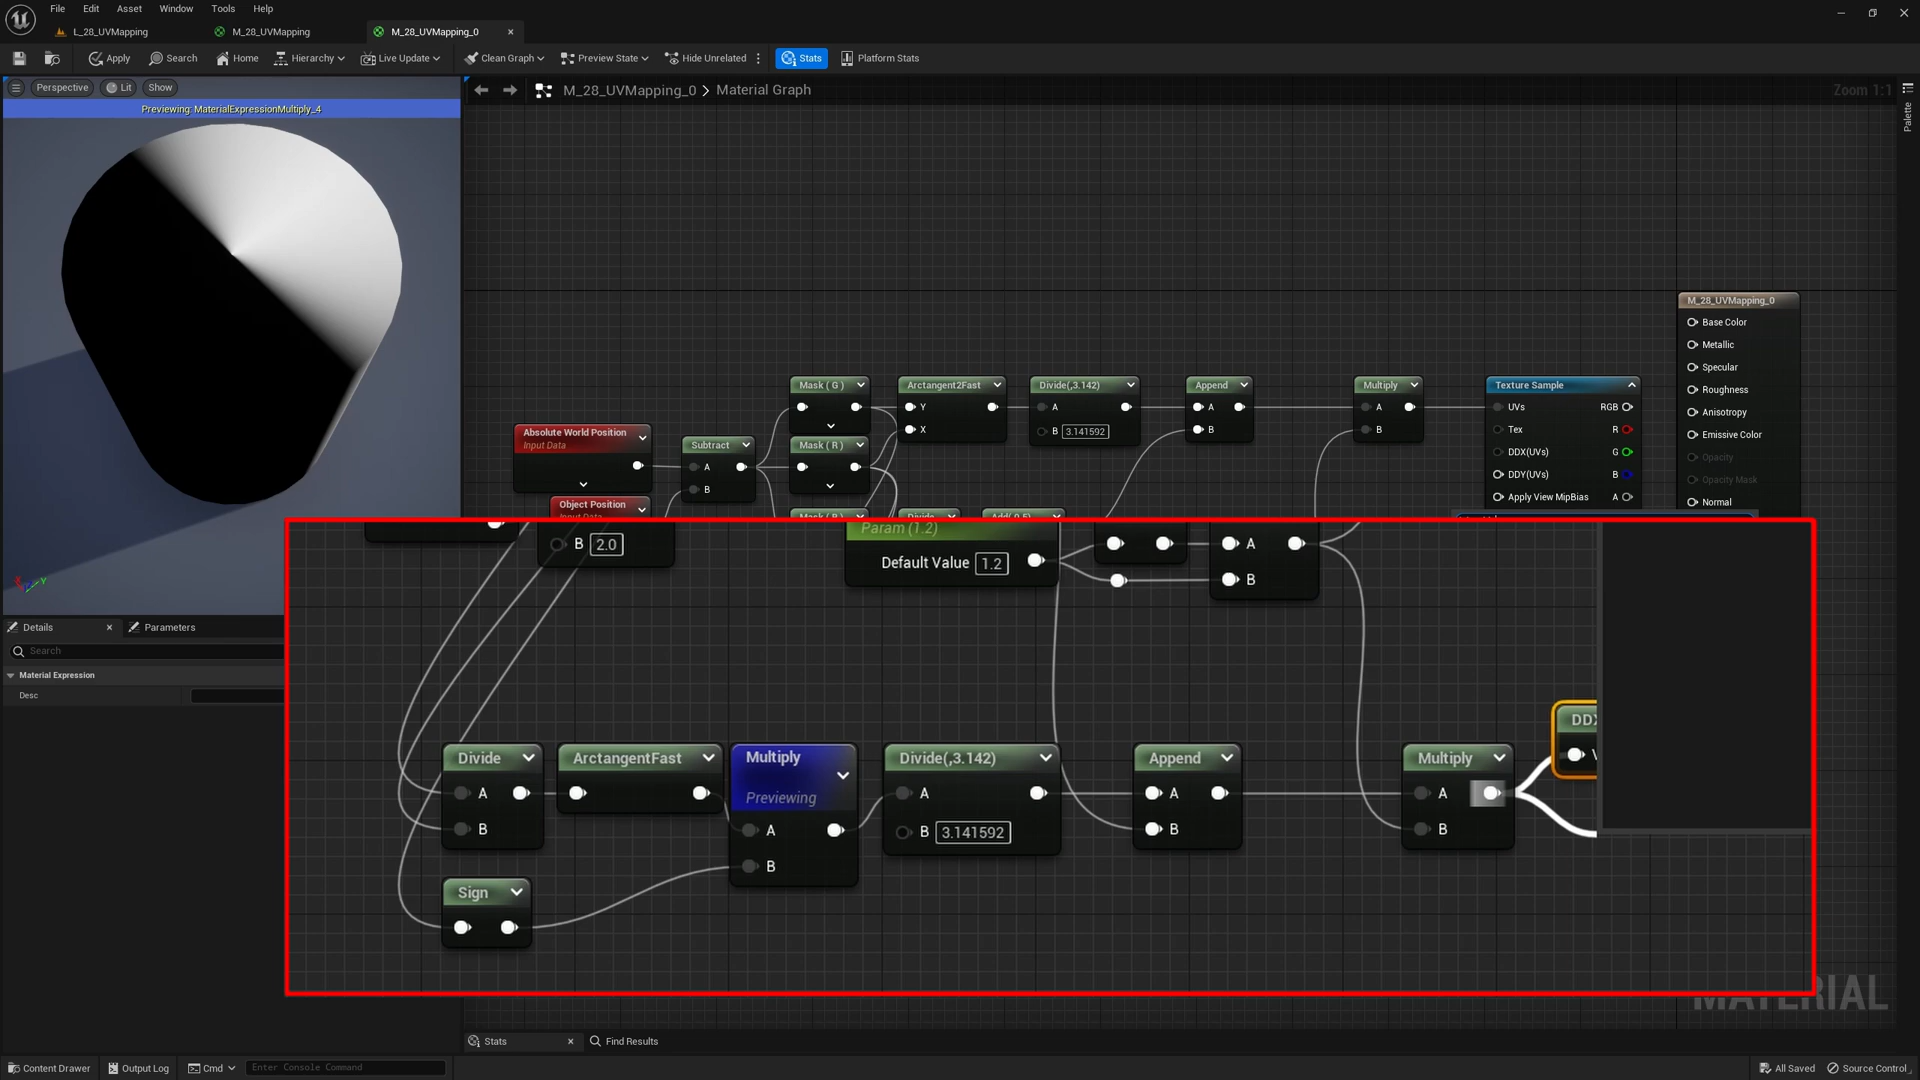 File Edit Asset Window Tools Help
L_28_UVMapping M_28_UVMapping M_28_UVMapping_0
Apply Search Home Hierarchy Live Update Clean Graph Preview State Hide Unrelated Stats Platform Stats
Perspective Lit Show
Previewing: MaterialExpressionMultiply_4
M_28_UVMapping_0 Material Graph
Zoom 1:1
Palette
M_28_UVMapping_0
Base Color
Metallic
Specular
Roughness
Anisotropy
Emissive Color
Opacity
Opacity Mask
Normal
Absolute World Position
Input Data
Object Position
Subtract
A
B
Mask ( G )
Mask ( R )
Arctangent2Fast
Y
X
Divide(,3.142)
A
B 3.141592
Append
A
B
Multiply
A
B
Texture Sample
UVs RGB
Tex R
DDX(UVs) G
DDY(UVs) B
Apply View MipBias A
B 2.0
Param (1.2)
Default Value 1.2
A
B
Divide
A
B
ArctangentFast
Multiply
Previewing
A
B
Divide(,3.142)
A
B 3.141592
Append
A
B
Multiply
A
B
DDX
Sign
Details Parameters
Search
Material Expression
Desc
MATERIAL
Stats Find Results
Content Drawer Output Log Cmd Enter Console Command All Saved Source Control